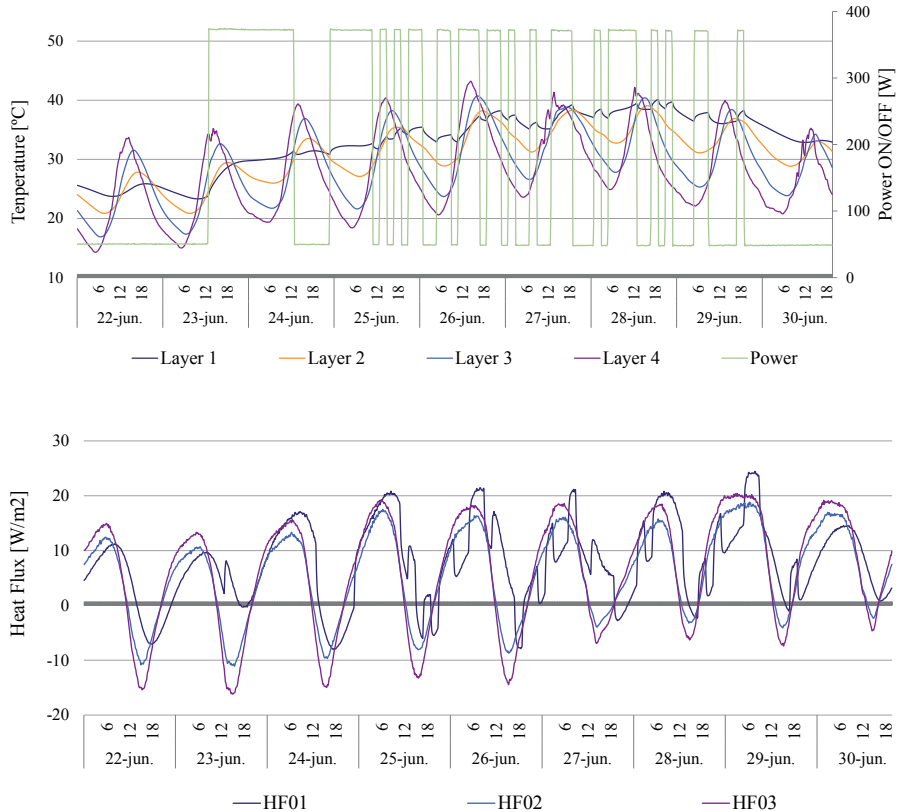 Tenperature [ºC]
50
40
30
20
10
400
300
200
100
0
Power ON/OFF [W]
6 12 18 6 12 18 6 12 18 6 12 18 6 12 18 6 12 18 6 12 18 6 12 18 6 12 18
22-jun. 23-jun. 24-jun. 25-jun. 26-jun. 27-jun. 28-jun. 29-jun. 30-jun.
Layer 1 Layer 2 Layer 3 Layer 4 Power
Heat Flux [W/m2]
30
20
10
0
-10
-20
6 12 18 6 12 18 6 12 18 6 12 18 6 12 18 6 12 18 6 12 18 6 12 18 6 12 18
22-jun. 23-jun. 24-jun. 25-jun. 26-jun. 27-jun. 28-jun. 29-jun. 30-jun.
HF01 HF02 HF03